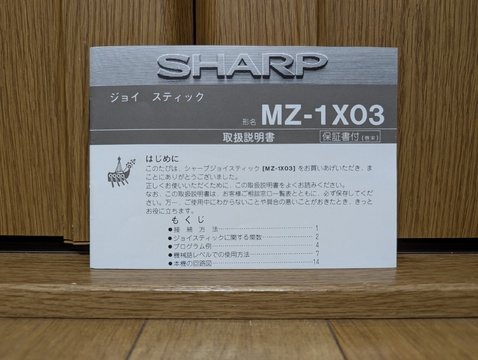 SHARP
ジョイ スティック
形名 MZ-1X03
取扱説明書 保証書付
はじめに
このたびは、シャープジョイスティック【MZ-1X03】をお買いあげいただき、ま
ことにありがとうございました。
正しくお使いいただくために、この取扱説明書をよくお読みください。
なお、この取扱説明書は、お客様ご相談窓口一覧表とともに、必ず保存してくだ
さい。万一、ご使用中にわからないことや具合の悪いことがおきたとき、きっと
お役に立ちます。
もくじ
●接続方法 1
●ジョイスティックに関する関数 2
●プログラム例 4
●機械語レベルでの使用方法 7
●本機の回路図 14